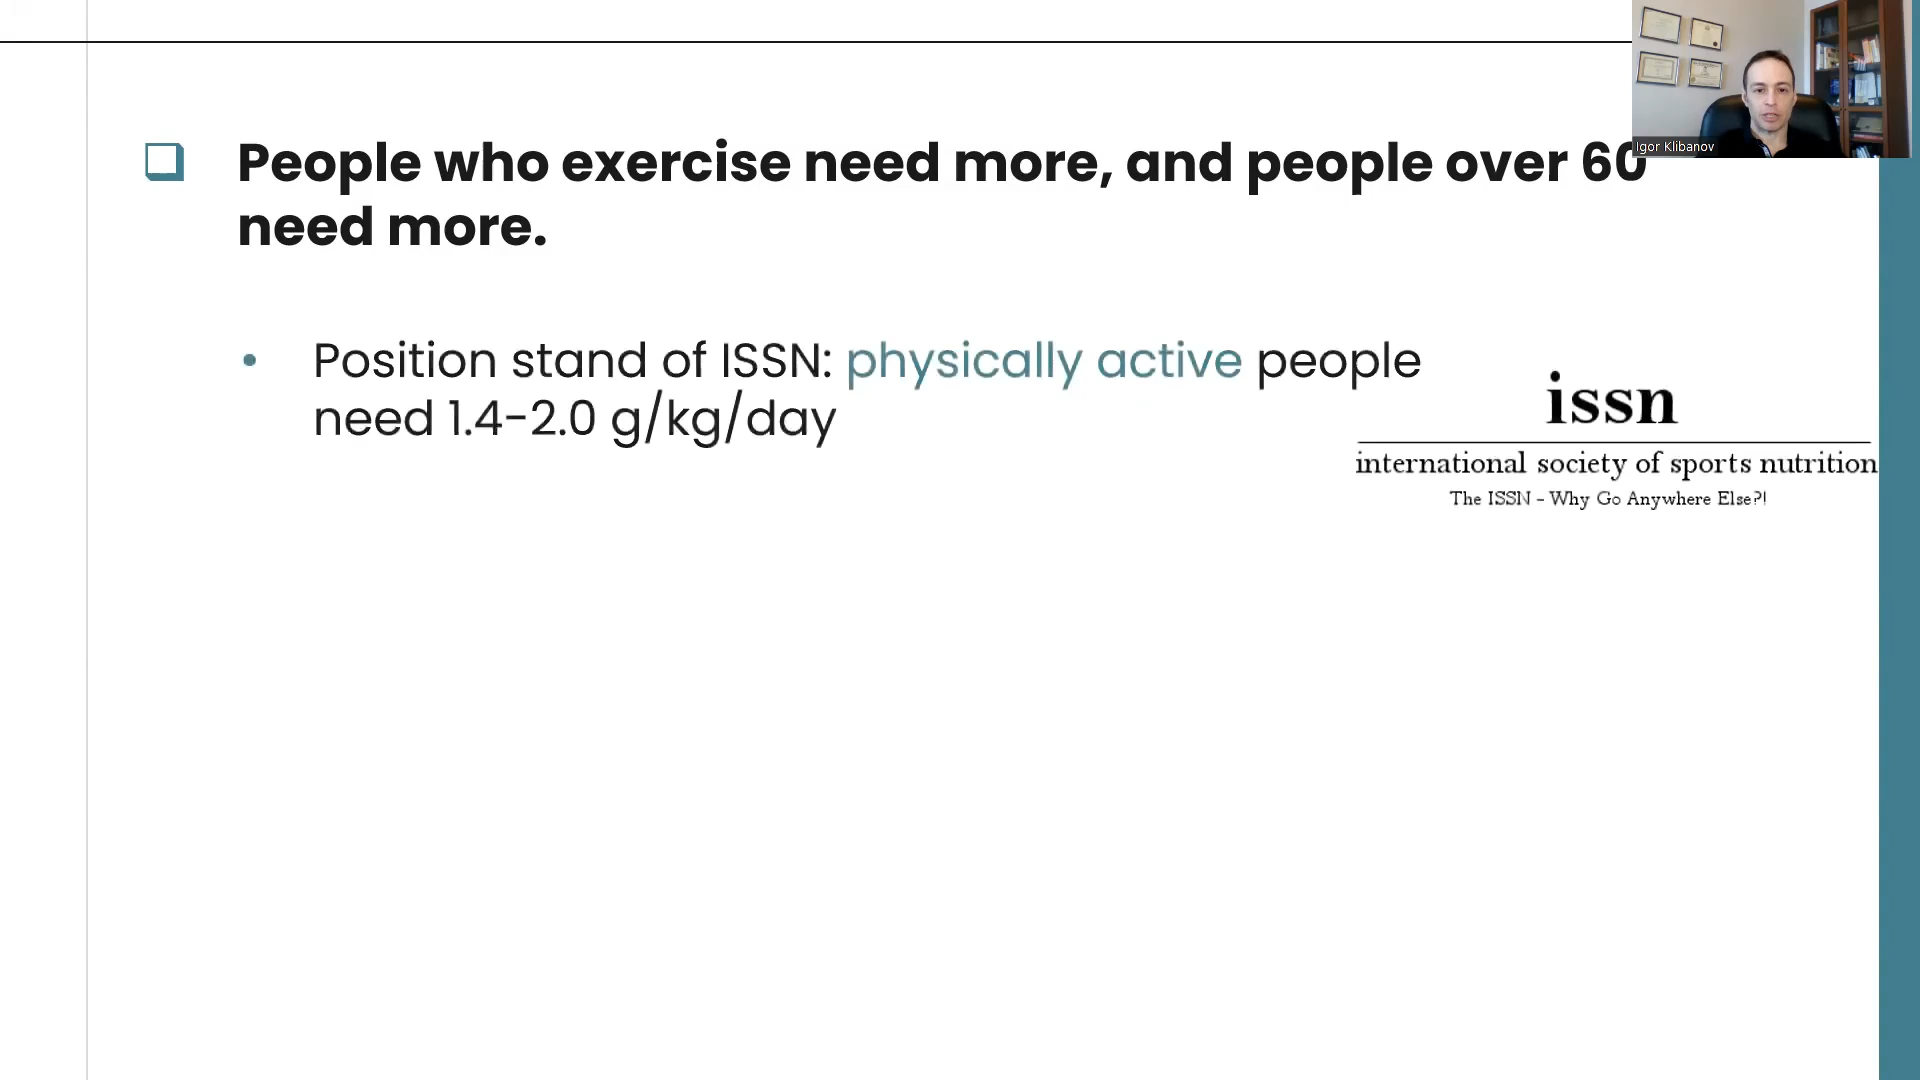 People who exercise need more, and people over 60
need more.
Position stand of ISSN: physically active people
need 1.4-2.0 g/kg/day
issn
international society of sports nutrition
The ISSN - Why Go Anywhere Else?!
Igor Klibanov